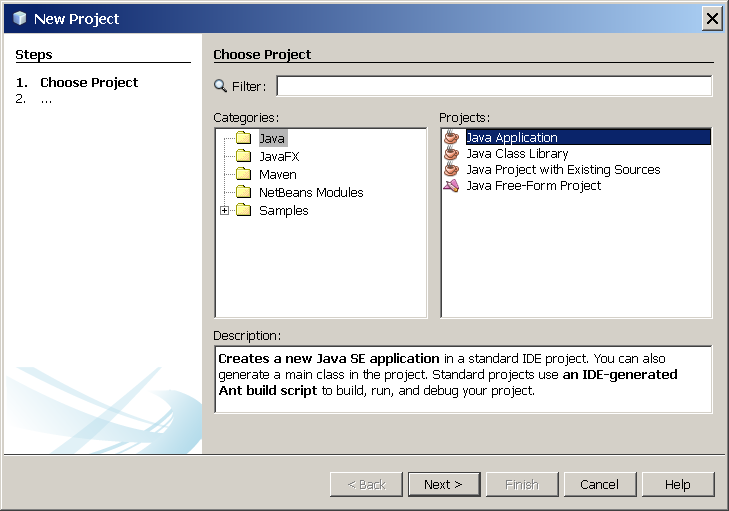 New Project
Steps
1. Choose Project
2. ...
Choose Project
Filter:
Categories:
Java
JavaFX
Maven
NetBeans Modules
Samples
Projects:
Java Application
Java Class Library
Java Project with Existing Sources
Java Free-Form Project
Description:
Creates a new Java SE application in a standard IDE project. You can also
generate a main class in the project. Standard projects use an IDE-generated
Ant build script to build, run, and debug your project.
< Back
Next >
Finish
Cancel
Help